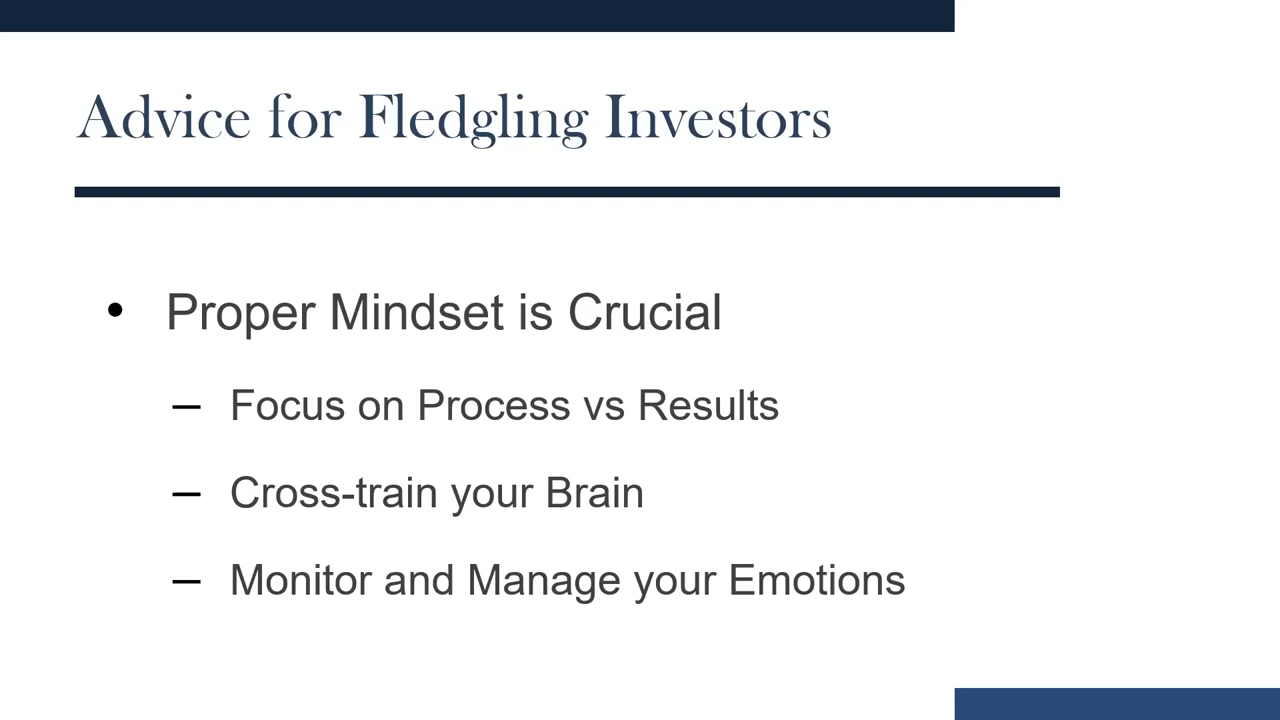 Advice for Fledgling Investors
• Proper Mindset is Crucial
– Focus on Process vs Results
– Cross-train your Brain
– Monitor and Manage your Emotions